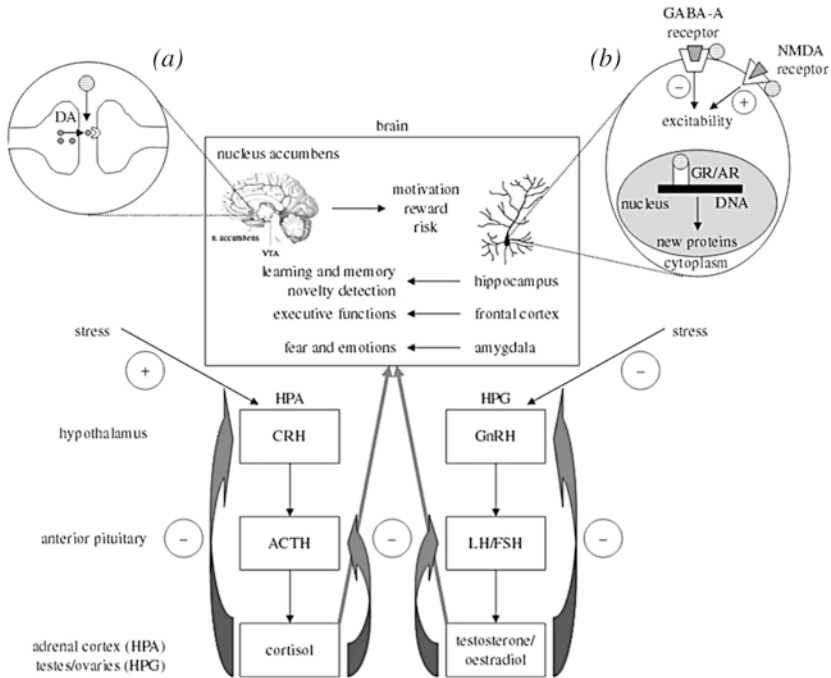 GABA-A
receptor
(a)
(b)
NMDA
receptor
DA
−
+
excitability
brain
nucleus accumbens
motivation
reward
risk
GR/AR
nucleus
DNA
n. accumbens
VTA
new proteins
cytoplasm
learning and memory
novelty detection
hippocampus
executive functions
frontal cortex
fear and emotions
amygdala
stress
stress
+
−
HPA
HPG
hypothalamus
CRH
GnRH
anterior pituitary
−
ACTH
−
LH/FSH
−
adrenal cortex (HPA)
testes/ovaries (HPG)
cortisol
testosterone/
oestradiol